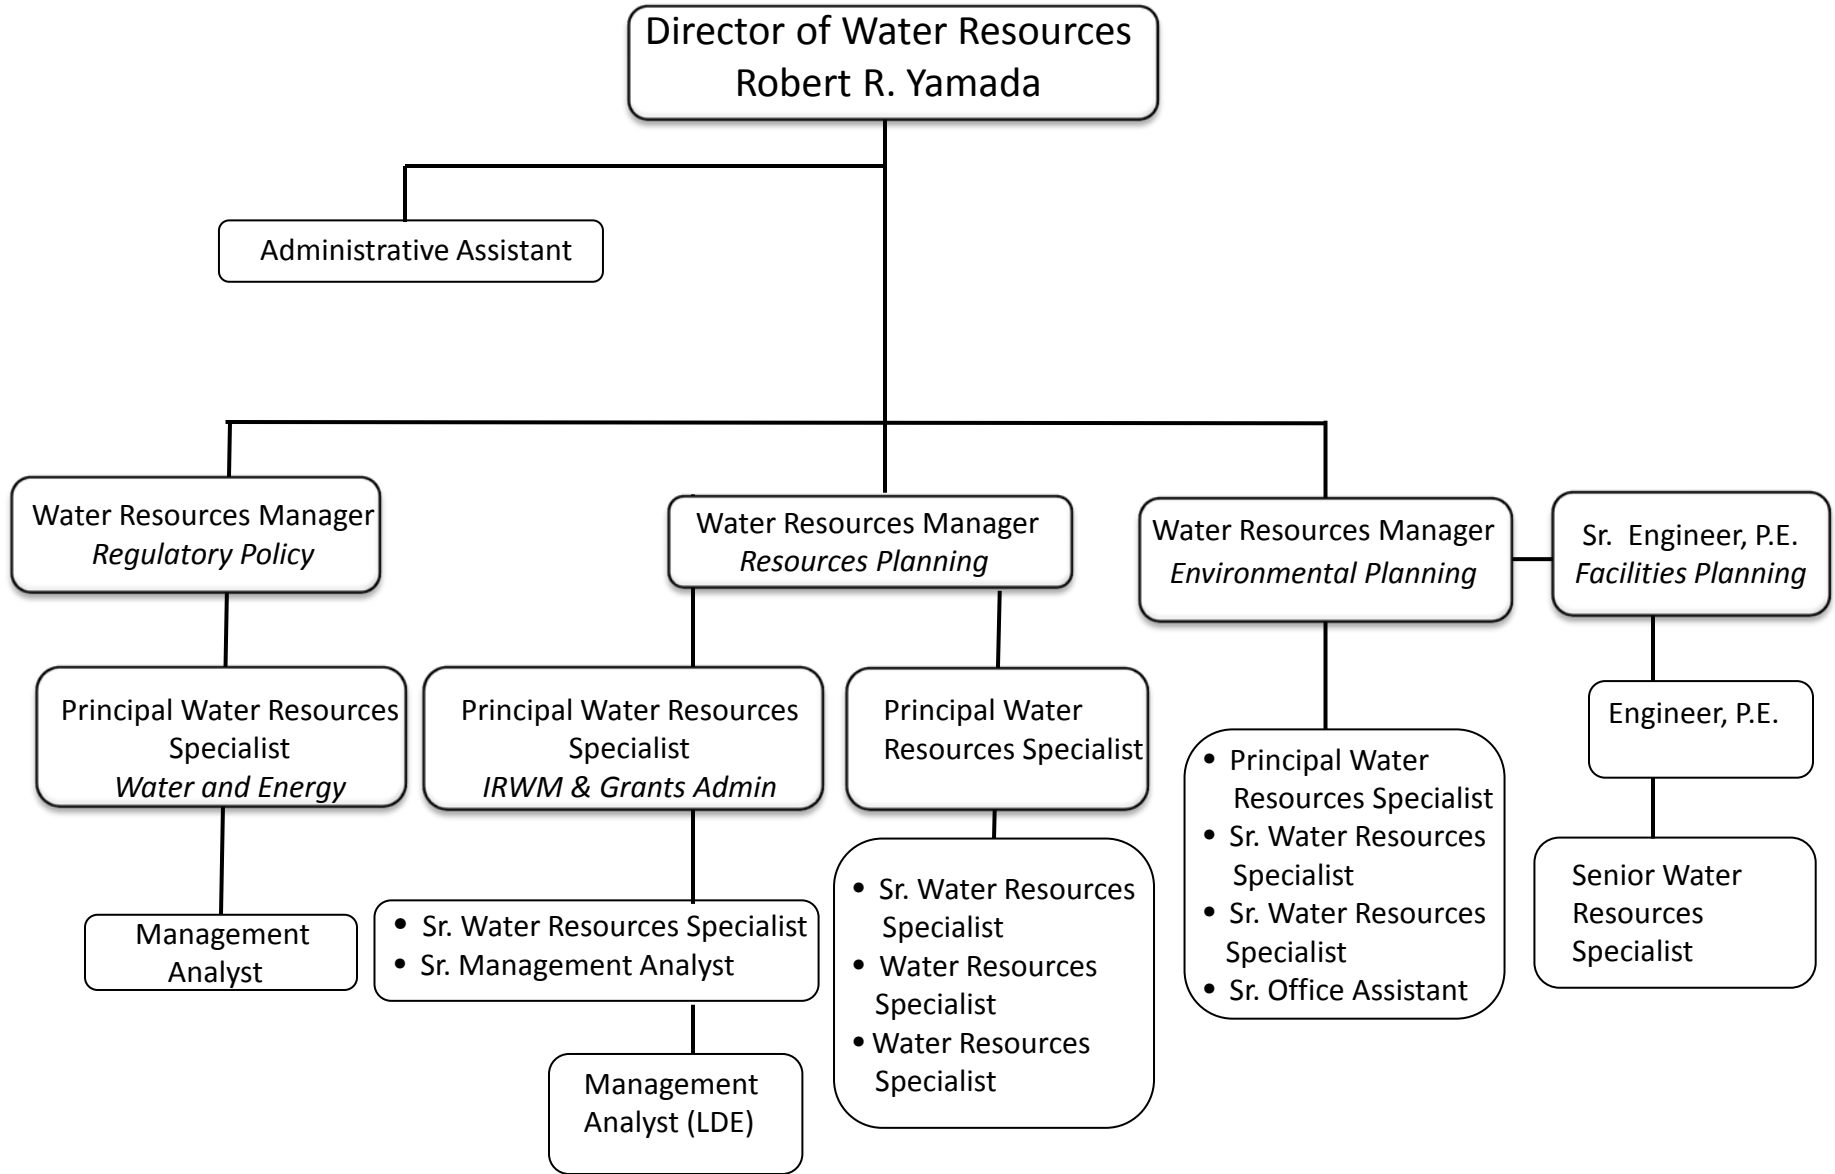 Director of Water Resources
Robert R. Yamada
Administrative Assistant
Water Resources Manager
Regulatory Policy
Water Resources Manager
Resources Planning
Water Resources Manager
Environmental Planning
Sr. Engineer, P.E.
Facilities Planning
Principal Water Resources
Specialist
Water and Energy
Principal Water Resources
Specialist
IRWM & Grants Admin
Principal Water
Resources Specialist
• Principal Water
Resources Specialist
• Sr. Water Resources
Specialist
• Sr. Water Resources
Specialist
• Sr. Office Assistant
Engineer, P.E.
Management
Analyst
• Sr. Water Resources Specialist
• Sr. Management Analyst
• Sr. Water Resources
Specialist
• Water Resources
Specialist
• Water Resources
Specialist
Senior Water
Resources
Specialist
Management
Analyst (LDE)